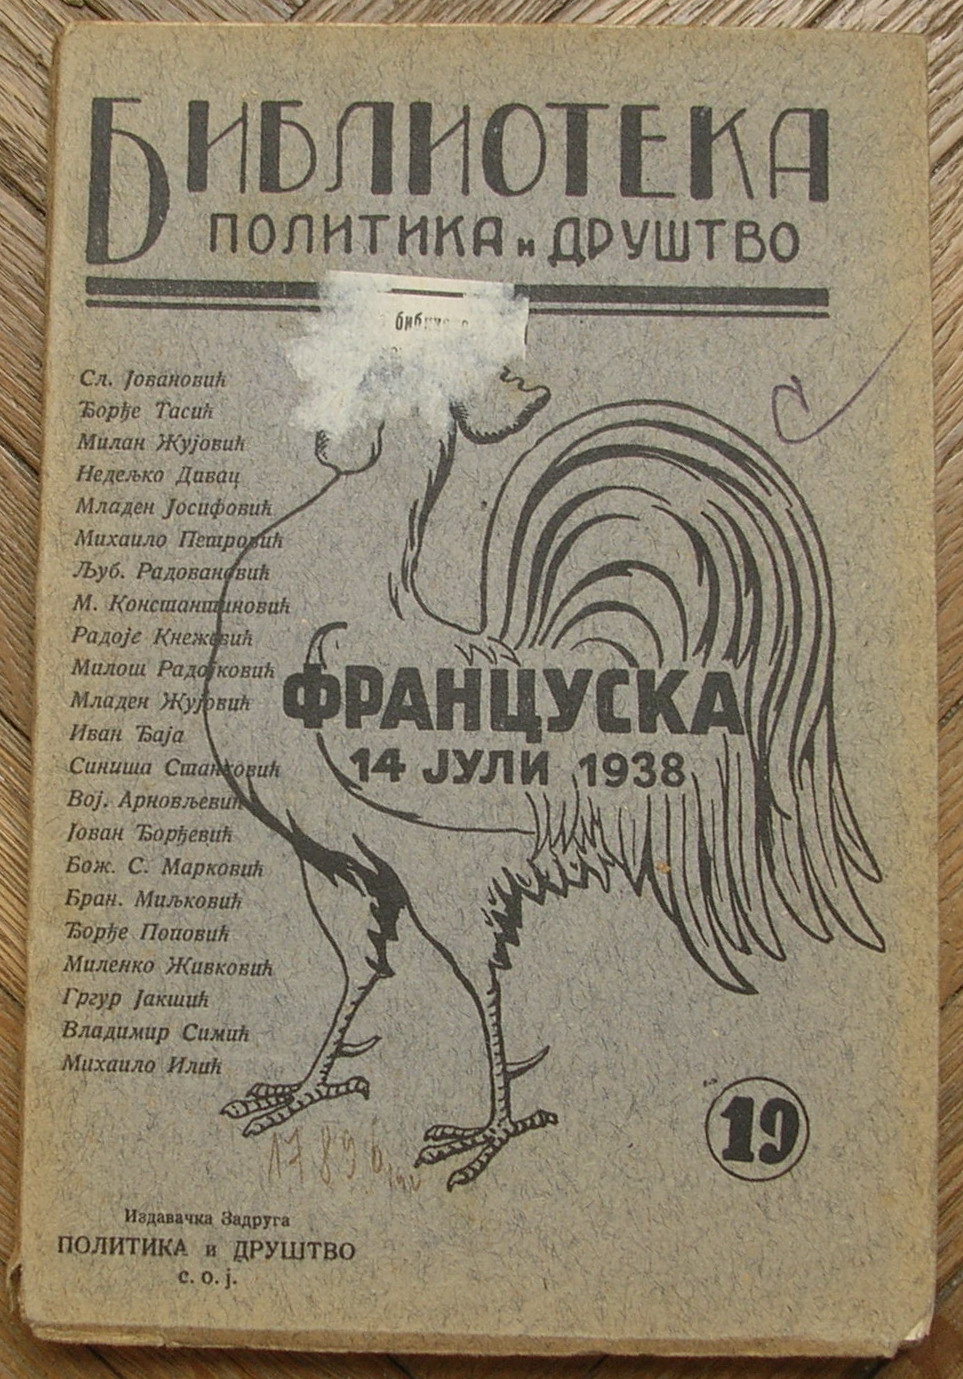 БИБЛИОТЕКА
ПОЛИТИКА и ДРУШТВО
Сл. Јовановић
Ђорђе Тасић
Милан Жујовић
Недељко Дивац
Младен Јосифовић
Михаило Петровић
Љуб. Радовановић
М. Константиновић
Радоје Кнежевић
Милош Радојковић
Младен Жујовић
Иван Ђаја
Синиша Станковић
Вој. Арновљевић
Јован Ђорђевић
Бож. С. Марковић
Бран. Миљковић
Ђорђе Поповић
Миленко Живковић
Гргур Јакшић
Владимир Симић
Михаило Илић
ФРАНЦУСКА
14 ЈУЛИ 1938
19
Издавачка Задруга
ПОЛИТИКА и ДРУШТВО
с. о. ј.